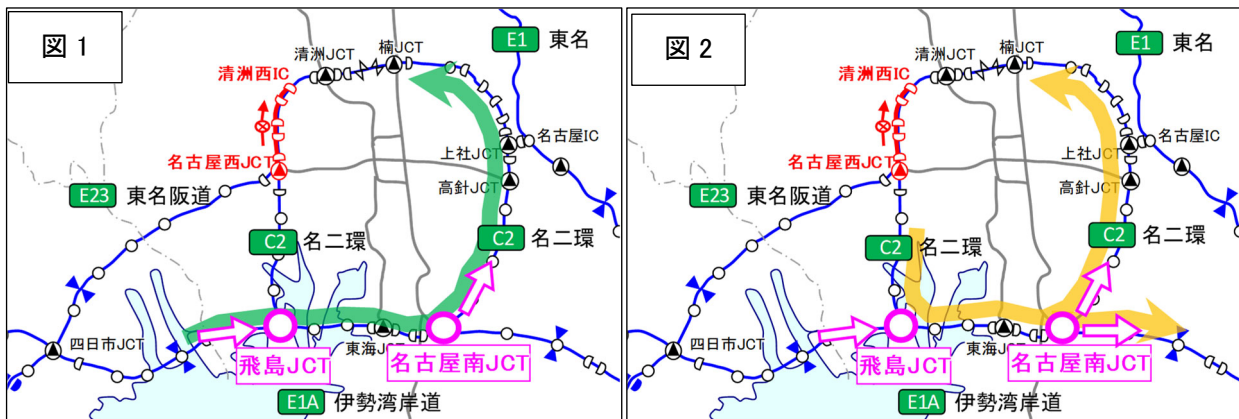 図1
E1
東名
清洲JCT
楠JCT
清洲西IC
名古屋IC
上社JCT
名古屋西JCT
高針JCT
E23
東名阪道
C2
名二環
C2
名二環
四日市JCT
飛島JCT
東海JCT
名古屋南JCT
E1A
伊勢湾岸道
図2
E1
東名
清洲JCT
楠JCT
清洲西IC
名古屋IC
上社JCT
名古屋西JCT
高針JCT
E23
東名阪道
C2
名二環
C2
名二環
四日市JCT
飛島JCT
東海JCT
名古屋南JCT
E1A
伊勢湾岸道